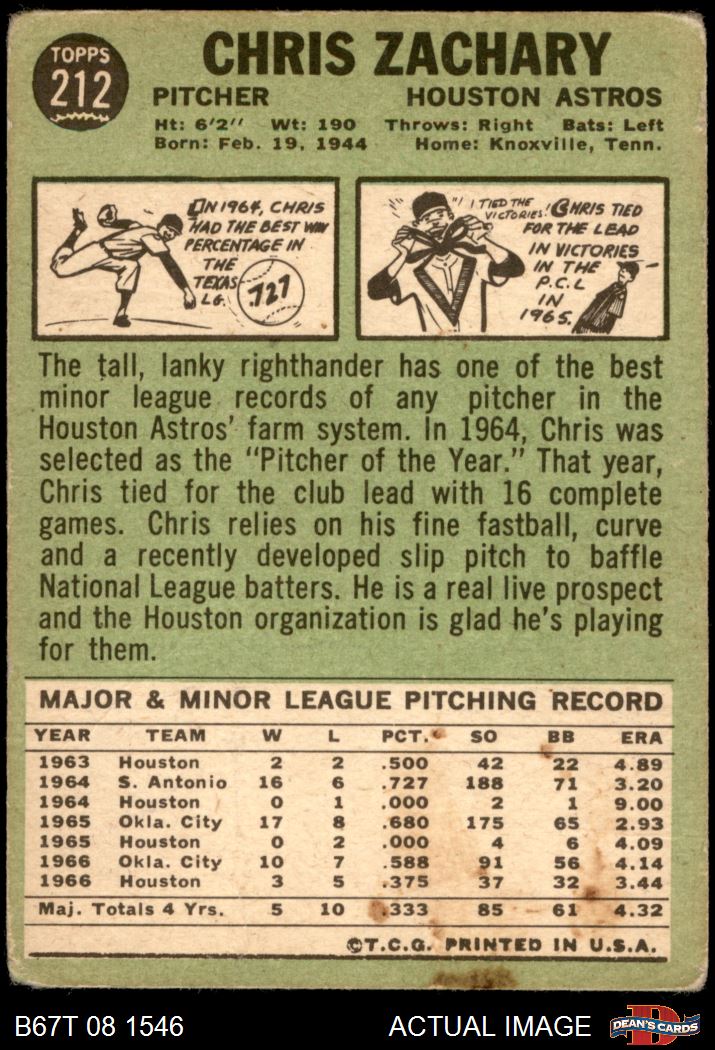 TOPPS
212
CHRIS ZACHARY
PITCHER HOUSTON ASTROS
Ht: 6'2" Wt: 190 Throws: Right Bats: Left
Born: Feb. 19, 1944 Home: Knoxville, Tenn.
IN 1964, CHRIS
HAD THE BEST WIN
PERCENTAGE IN
THE
TEXAS
LG.
.727
"I TIED THE
VICTORIES!"
CHRIS TIED
FOR THE LEAD
IN VICTORIES
IN THE
P.C.L
IN
1965.
The tall, lanky righthander has one of the best
minor league records of any pitcher in the
Houston Astros' farm system. In 1964, Chris was
selected as the "Pitcher of the Year." That year,
Chris tied for the club lead with 16 complete
games. Chris relies on his fine fastball, curve
and a recently developed slip pitch to baffle
National League batters. He is a real live prospect
and the Houston organization is glad he's playing
for them.
MAJOR & MINOR LEAGUE PITCHING RECORD
YEAR TEAM W L PCT. SO BB ERA
1963 Houston 2 2 .500 42 22 4.89
1964 S. Antonio 16 6 .727 188 71 3.20
1964 Houston 0 1 .000 2 1 9.00
1965 Okla. City 17 8 .680 175 65 2.93
1965 Houston 0 2 .000 4 6 4.09
1966 Okla. City 10 7 .588 91 56 4.14
1966 Houston 3 5 .375 37 32 3.44
Maj. Totals 4 Yrs. 5 10 .333 85 61 4.32
©T.C.G. PRINTED IN U.S.A.
B67T 08 1546 ACTUAL IMAGE
D
DEAN'S CARDS